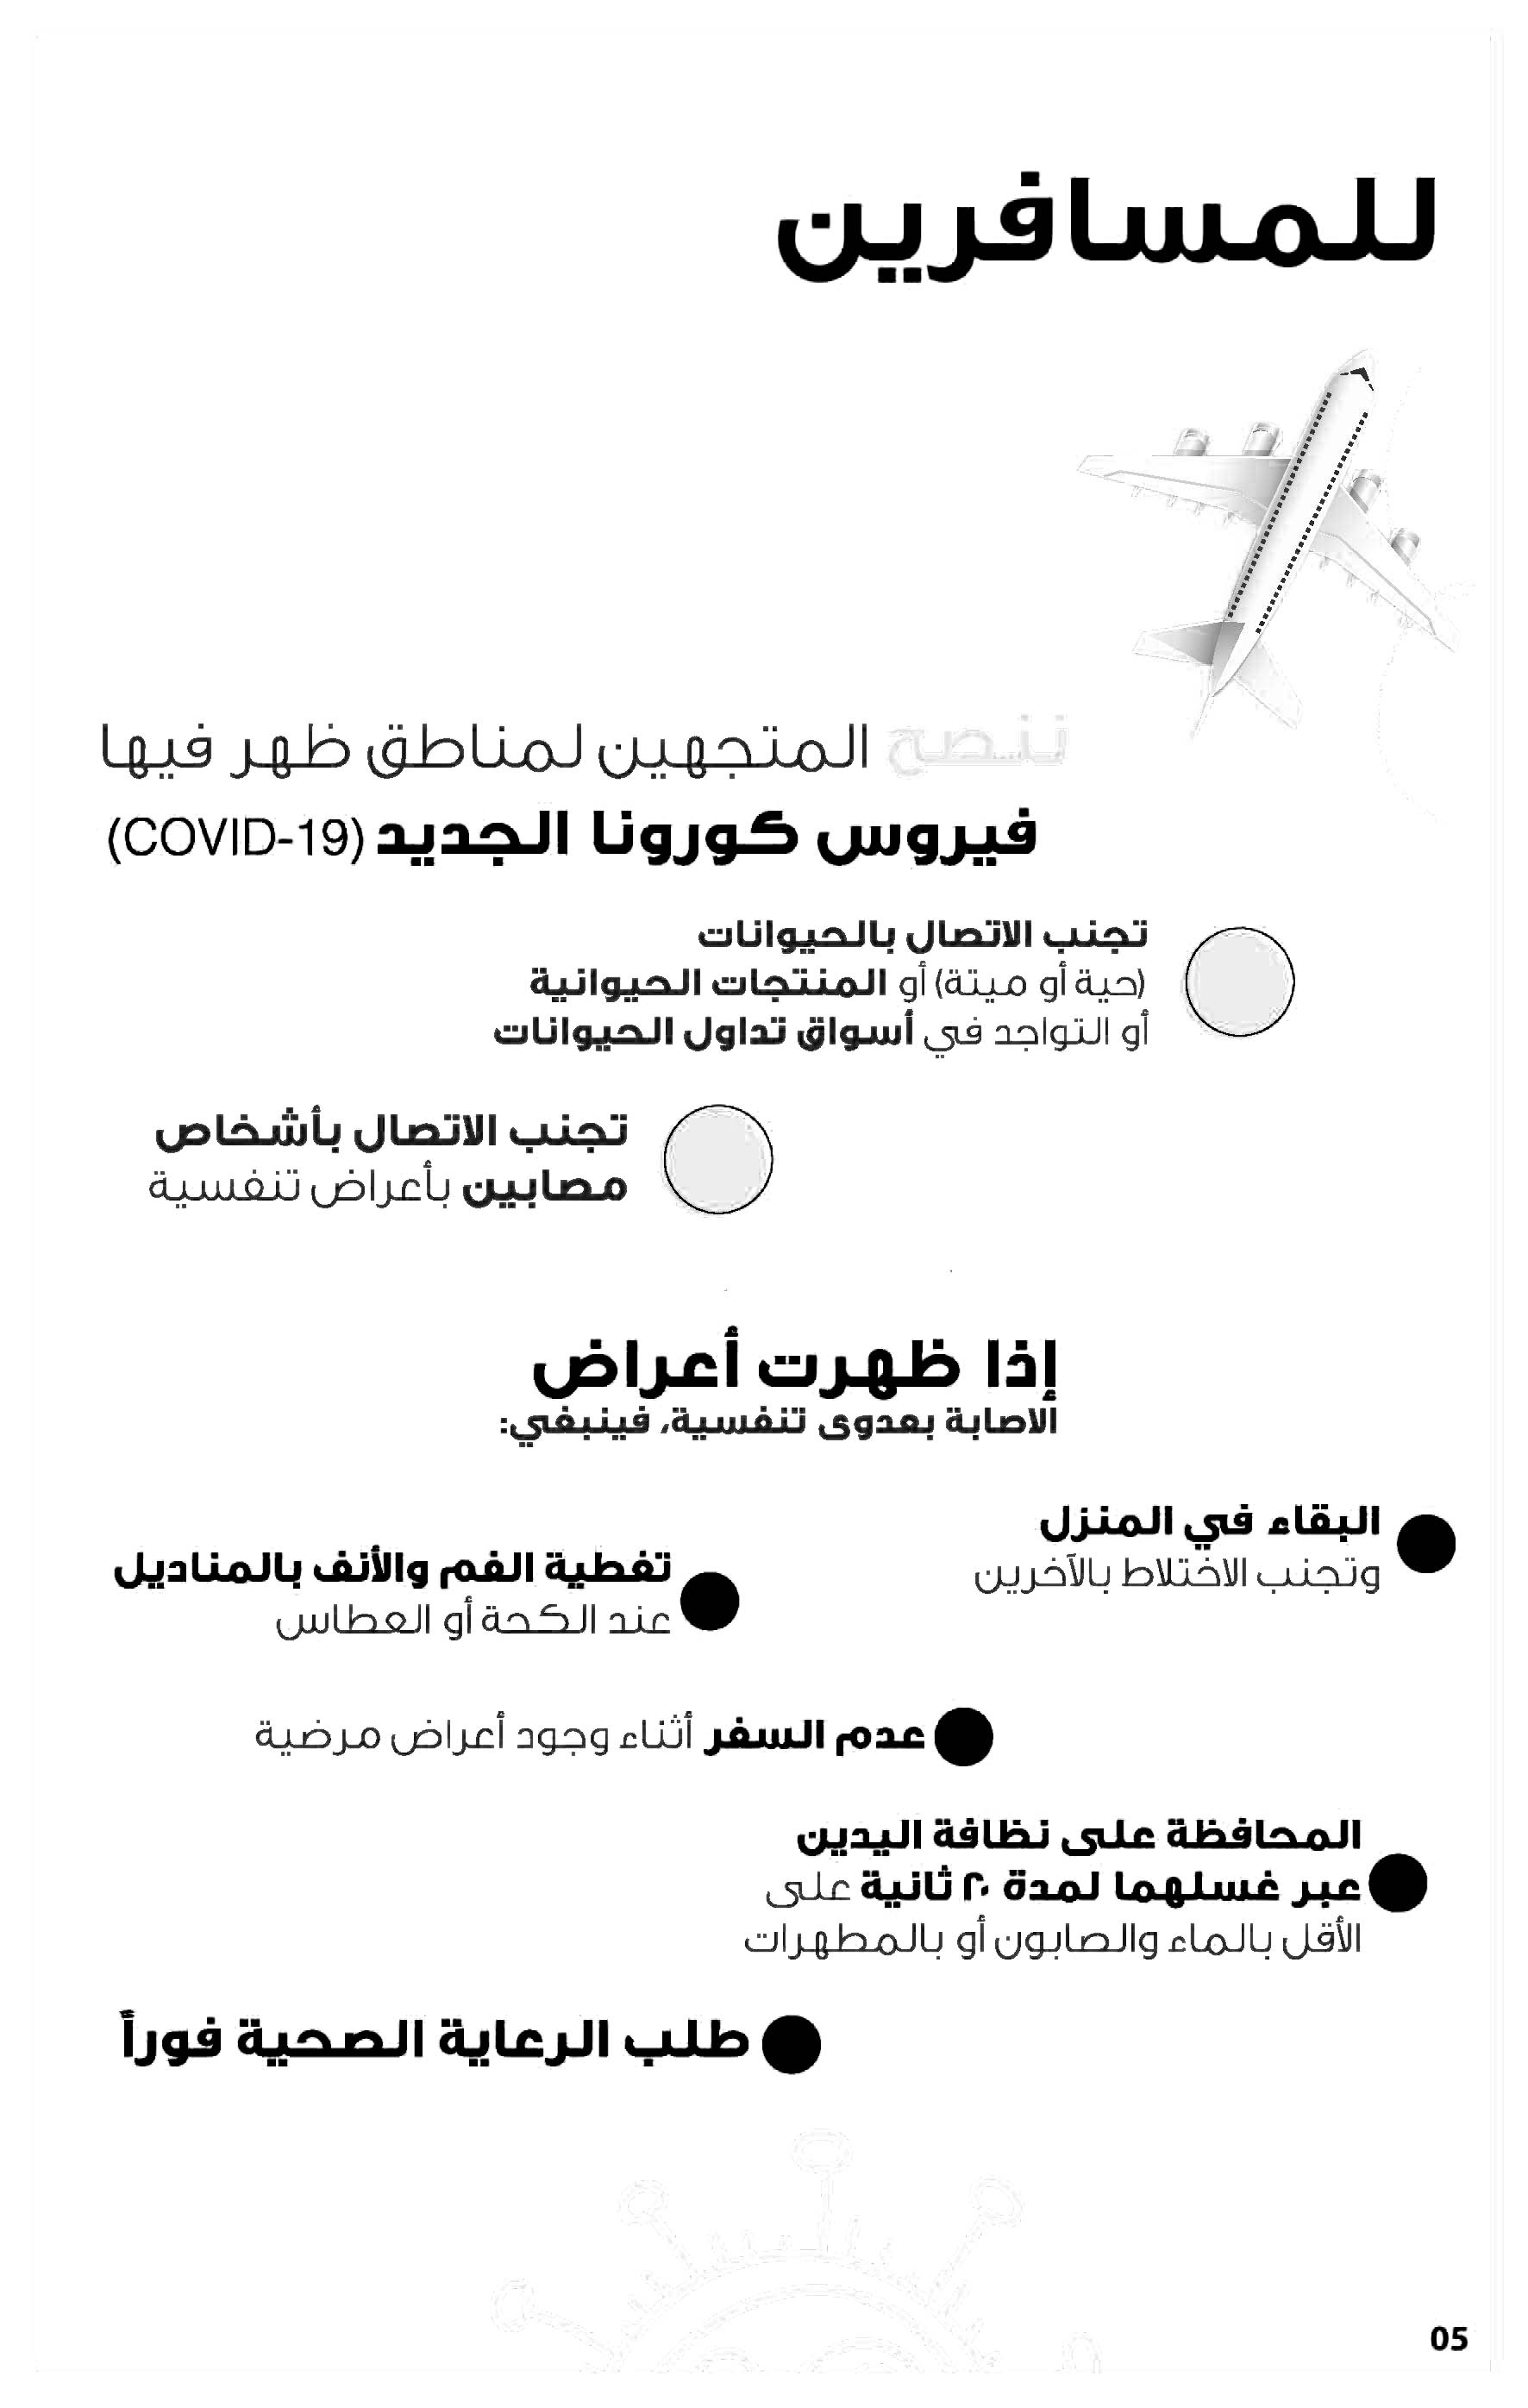 للمسافرين
ننصح المتجهين لمناطق ظهر فيها
فيروس كورونا الجديد (COVID-19)
تجنب الاتصال بالحيوانات
(حية أو ميتة) أو المنتجات الحيوانية
أو التواجد في أسواق تداول الحيوانات
تجنب الاتصال بأشخاص
مصابين بأعراض تنفسية
إذا ظهرت أعراض
الاصابة بعدوى تنفسية، فينبغي:
البقاء في المنزل
وتجنب الاختلاط بالآخرين
تغطية الفم والأنف بالمناديل
عند الكحة أو العطاس
عدم السفر أثناء وجود أعراض مرضية
المحافظة على نظافة اليدين
عبر غسلهما لمدة ٢٠ ثانية على
الأقل بالماء والصابون أو بالمطهرات
طلب الرعاية الصحية فوراً
05